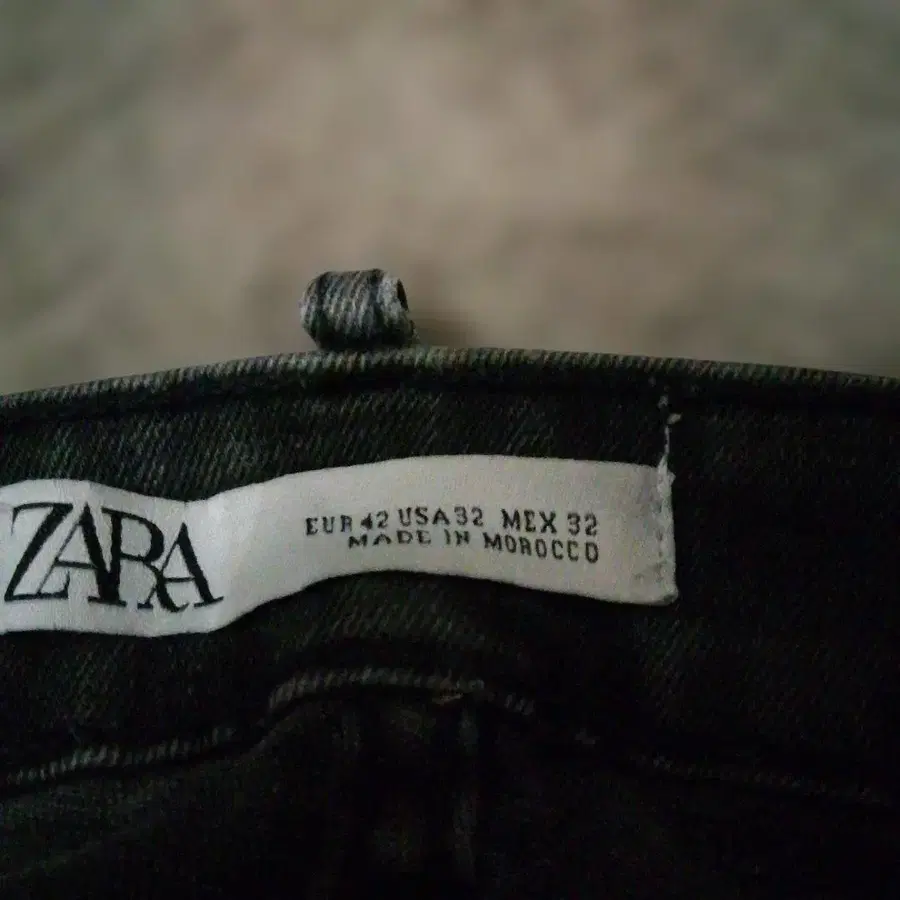 ZARA
EUR 42 USA 32 MEX 32
MADE IN MOROCCO